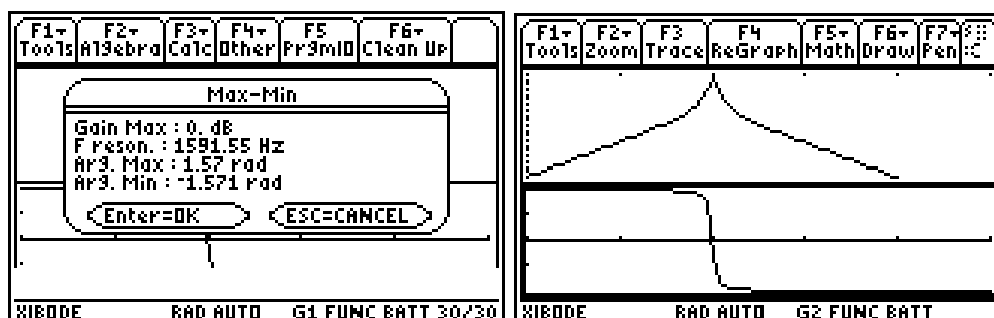 F1 F2 F3 F4 F5 F6
Tools Algebra Calc Other PrgmIO Clean Up
Max-Min
Gain Max : 0. dB
F reson. : 1591.55 Hz
Arg. Max : 1.57 rad
Arg. Min : -1.571 rad
Enter=OK ESC=CANCEL
XIBODE RAD AUTO G1 FUNC BATT 30/30
F1 F2 F3 F4 F5 F6 F7
Tools Zoom Trace ReGraph Math Draw Pen :C
XIBODE RAD AUTO G2 FUNC BATT